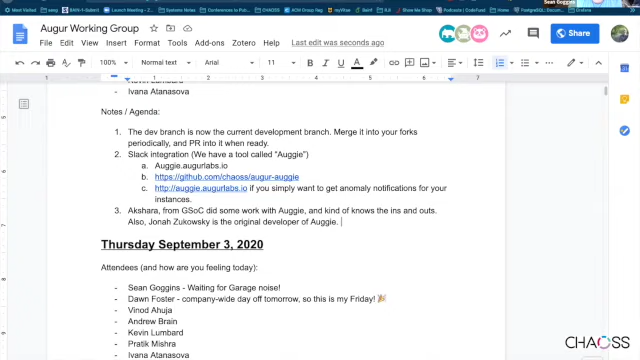 Sean Goggins
Augur Working Group
Share
File Edit View Insert Format Tools Add-ons Zotero Help
Last edit was seconds ago
100% Normal text Arial 11
Kevin Lumbard
- Ivana Atanasova
Notes / Agenda:
1. The dev branch is now the current development branch. Merge it into your forks
periodically, and PR into it when ready.
2. Slack integration (We have a tool called "Auggie")
a. Auggie.augurlabs.io
b. https://github.com/chaoss/augur-auggie
c. http://auggie.augurlabs.io if you simply want to get anomaly notifications for your
instances.
3. Akshara, from GSoC did some work with Auggie, and kind of knows the ins and outs.
Also, Jonah Zukowsky is the original developer of Auggie.
Thursday September 3, 2020
Attendees (and how are you feeling today):
- Sean Goggins - Waiting for Garage noise!
- Dawn Foster - company-wide day off tomorrow, so this is my Friday! 🎉
- Vinod Ahuja
- Andrew Brain
- Kevin Lumbard
- Pratik Mishra
- Ivana Atanasova
CHAOSS